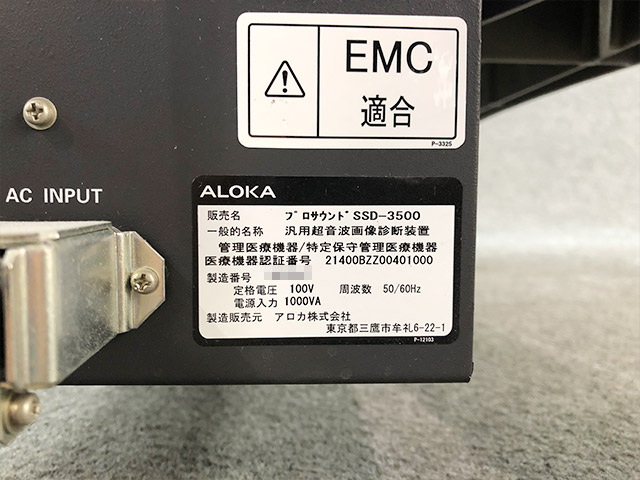 EMC
適合
P-3325
AC INPUT
ALOKA
販売名 プロサウンド SSD-3500
一般的名称 汎用超音波画像診断装置
管理医療機器/特定保守管理医療機器
医療機器認証番号 21400BZZ00401000
製造番号
定格電圧 100V 周波数 50/60Hz
電源入力 1000VA
製造販売元 アロカ株式会社
東京都三鷹市牟礼6-22-1
P-12103